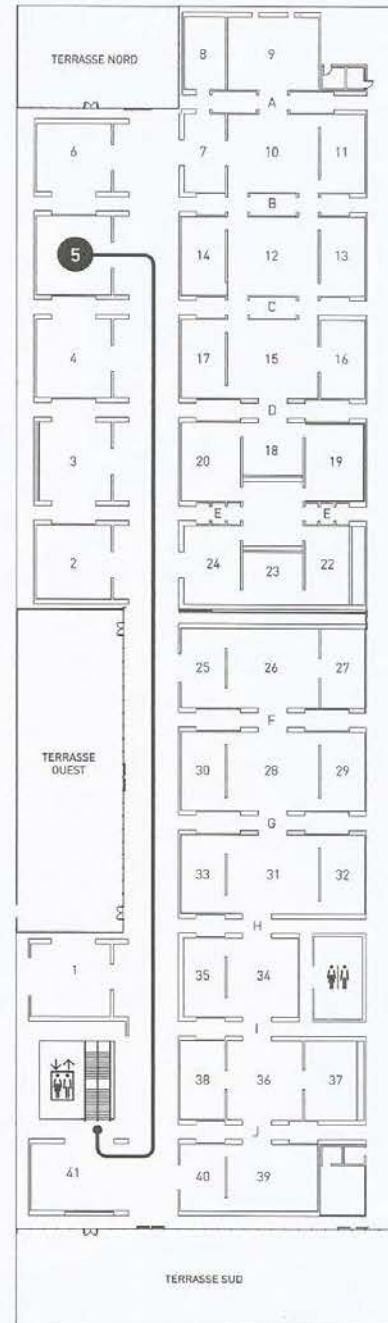 TERRASSE NORD
8
9
A
6
7
10
11
B
5
14
12
13
C
4
17
15
16
D
3
20
18
19
E
E
2
24
23
22
25
26
27
F
TERRASSE
OUEST
30
28
29
G
33
31
32
H
1
35
34
I
38
36
37
J
41
40
39
TERRASSE SUD